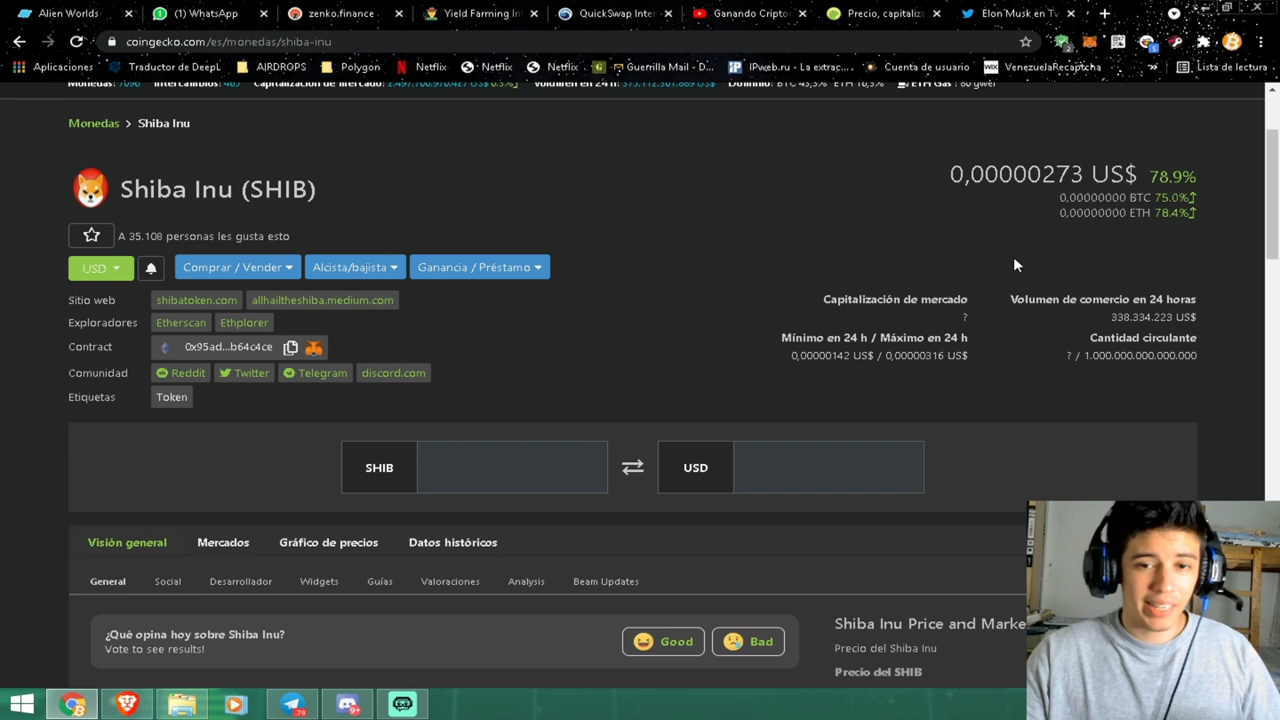 Alien Worlds
(1) WhatsApp
zenko.finance
Yield Farming In
QuickSwap Inter
Ganando Cripto
Precio, capitaliz
Elon Musk en Tw
coingecko.com/es/monedas/shiba-inu
Aplicaciones
Traductor de DeepL
AIRDROPS
Polygon
Netflix
Netflix
Netflix
Guerrilla Mail - D...
IPweb.ru - La extrac...
Cuenta de usuario
VenezuelaRecaptcha
Lista de lectura
Monedas > Shiba Inu
Shiba Inu (SHIB)
0,00000273 US$ 78.9%
0,00000000 BTC 75.0%
0,00000000 ETH 78.4%
A 35.108 personas les gusta esto
USD
Comprar / Vender
Alcista/bajista
Ganancia / Préstamo
Sitio web shibatoken.com allhailtheshiba.medium.com
Exploradores Etherscan Ethplorer
Contract 0x95ad...b64c4ce
Comunidad Reddit Twitter Telegram discord.com
Etiquetas Token
Capitalización de mercado
?
Volumen de comercio en 24 horas
338.334.223 US$
Mínimo en 24 h / Máximo en 24 h
0,00000142 US$ / 0,00000316 US$
Cantidad circulante
? / 1.000.000.000.000.000
SHIB
USD
Visión general Mercados Gráfico de precios Datos históricos
General Social Desarrollador Widgets Guías Valoraciones Analysis Beam Updates
¿Qué opina hoy sobre Shiba Inu?
Vote to see results!
Good
Bad
Shiba Inu Price and Marke
Precio del Shiba Inu
Precio del SHIB